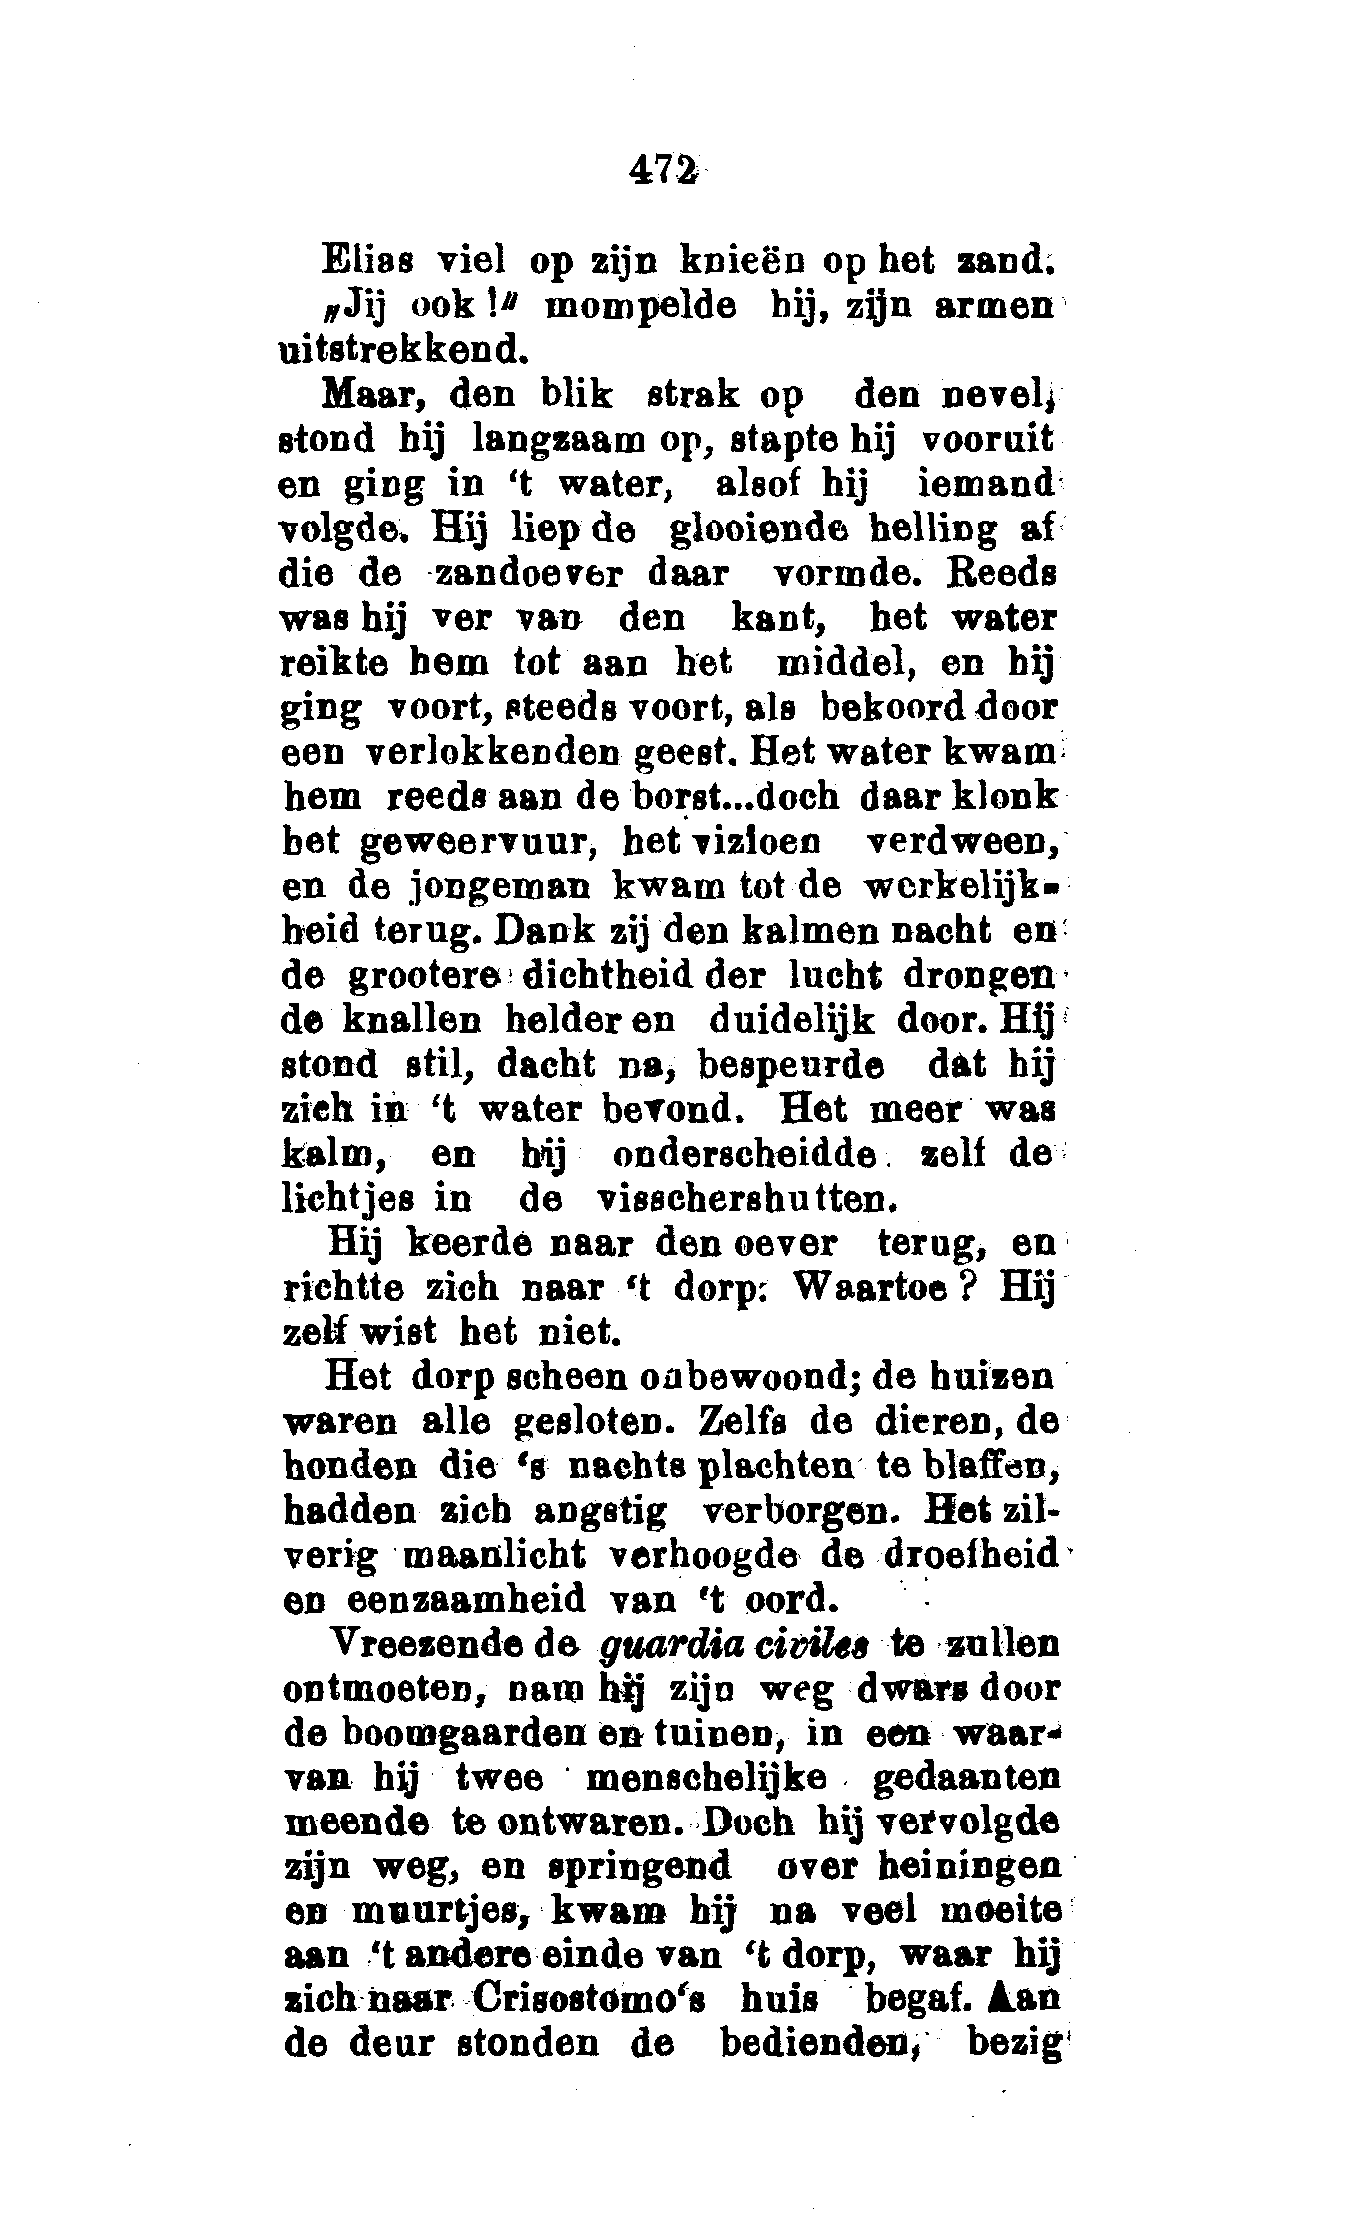 472
Elias viel op zijn knieën op het zand.
„Jij ook!" mompelde hij, zijn armen
uitstrekkend.
Maar, den blik strak op den nevel,
stond hij langzaam op, stapte hij vooruit
en ging in ‘t water, alsof hij iemand
volgde. Hij liep de glooiende helling af
die de zandoever daar vormde. Reeds
was hij ver van den kant, het water
reikte hem tot aan het middel, en hij
ging voort, steeds voort, als bekoord door
een verlokkenden geest. Het water kwam
hem reeds aan de borst...doch daar klonk
het geweervuur, het vizioen verdween,
en de jongeman kwam tot de werkelijk-
heid terug. Dank zij den kalmen nacht en
de grootere dichtheid der lucht drongen
de knallen helder en duidelijk door. Hij
stond stil, dacht na, bespeurde dat hij
zich in ‘t water bevond. Het meer was
kalm, en hij onderscheidde zelf de
lichtjes in de visschershutten.
Hij keerde naar den oever terug, en
richtte zich naar ‘t dorp: Waartoe? Hij
zelf wist het niet.
Het dorp scheen onbewoond; de huizen
waren alle gesloten. Zelfs de dieren, de
honden die ‘s nachts plachten te blaffen,
hadden zich angstig verborgen. Het zil-
verig maanlicht verhoogde de droefheid
en eenzaamheid van ‘t oord.
Vreezende de guardia civiles te zullen
ontmoeten, nam hij zijn weg dwars door
de boomgaarden en tuinen, in een waar-
van hij twee menschelijke gedaanten
meende te ontwaren. Doch hij vervolgde
zijn weg, en springend over heiningen
en muurtjes, kwam hij na veel moeite
aan ‘t andere einde van ‘t dorp, waar hij
zich naar Crisostomo‘s huis begaf. Aan
de deur stonden de bedienden, bezig